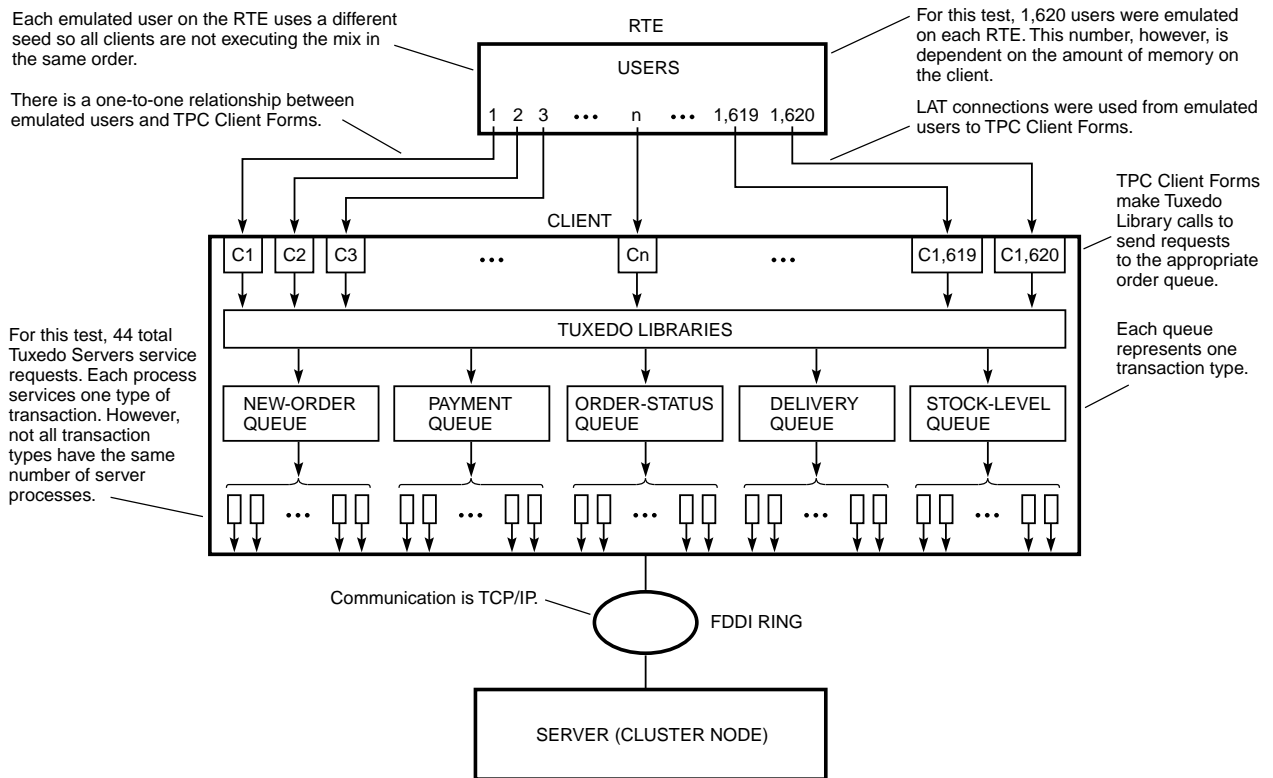 Each emulated user on the RTE uses a different
seed so all clients are not executing the mix in
the same order.
There is a one-to-one relationship between
emulated users and TPC Client Forms.
RTE
USERS
1 2 3 ••• n ••• 1,619 1,620
For this test, 1,620 users were emulated
on each RTE. This number, however, is
dependent on the amount of memory on
the client.
LAT connections were used from emulated
users to TPC Client Forms.
CLIENT
C1 C2 C3 ••• Cn ••• C1,619 C1,620
TPC Client Forms
make Tuxedo
Library calls to
send requests
to the appropriate
order queue.
TUXEDO LIBRARIES
For this test, 44 total
Tuxedo Servers service
requests. Each process
services one type of
transaction. However,
not all transaction
types have the same
number of server
processes.
NEW-ORDER
QUEUE
PAYMENT
QUEUE
ORDER-STATUS
QUEUE
DELIVERY
QUEUE
STOCK-LEVEL
QUEUE
Each queue
represents one
transaction type.
••• ••• ••• ••• •••
Communication is TCP/IP.
FDDI RING
SERVER (CLUSTER NODE)